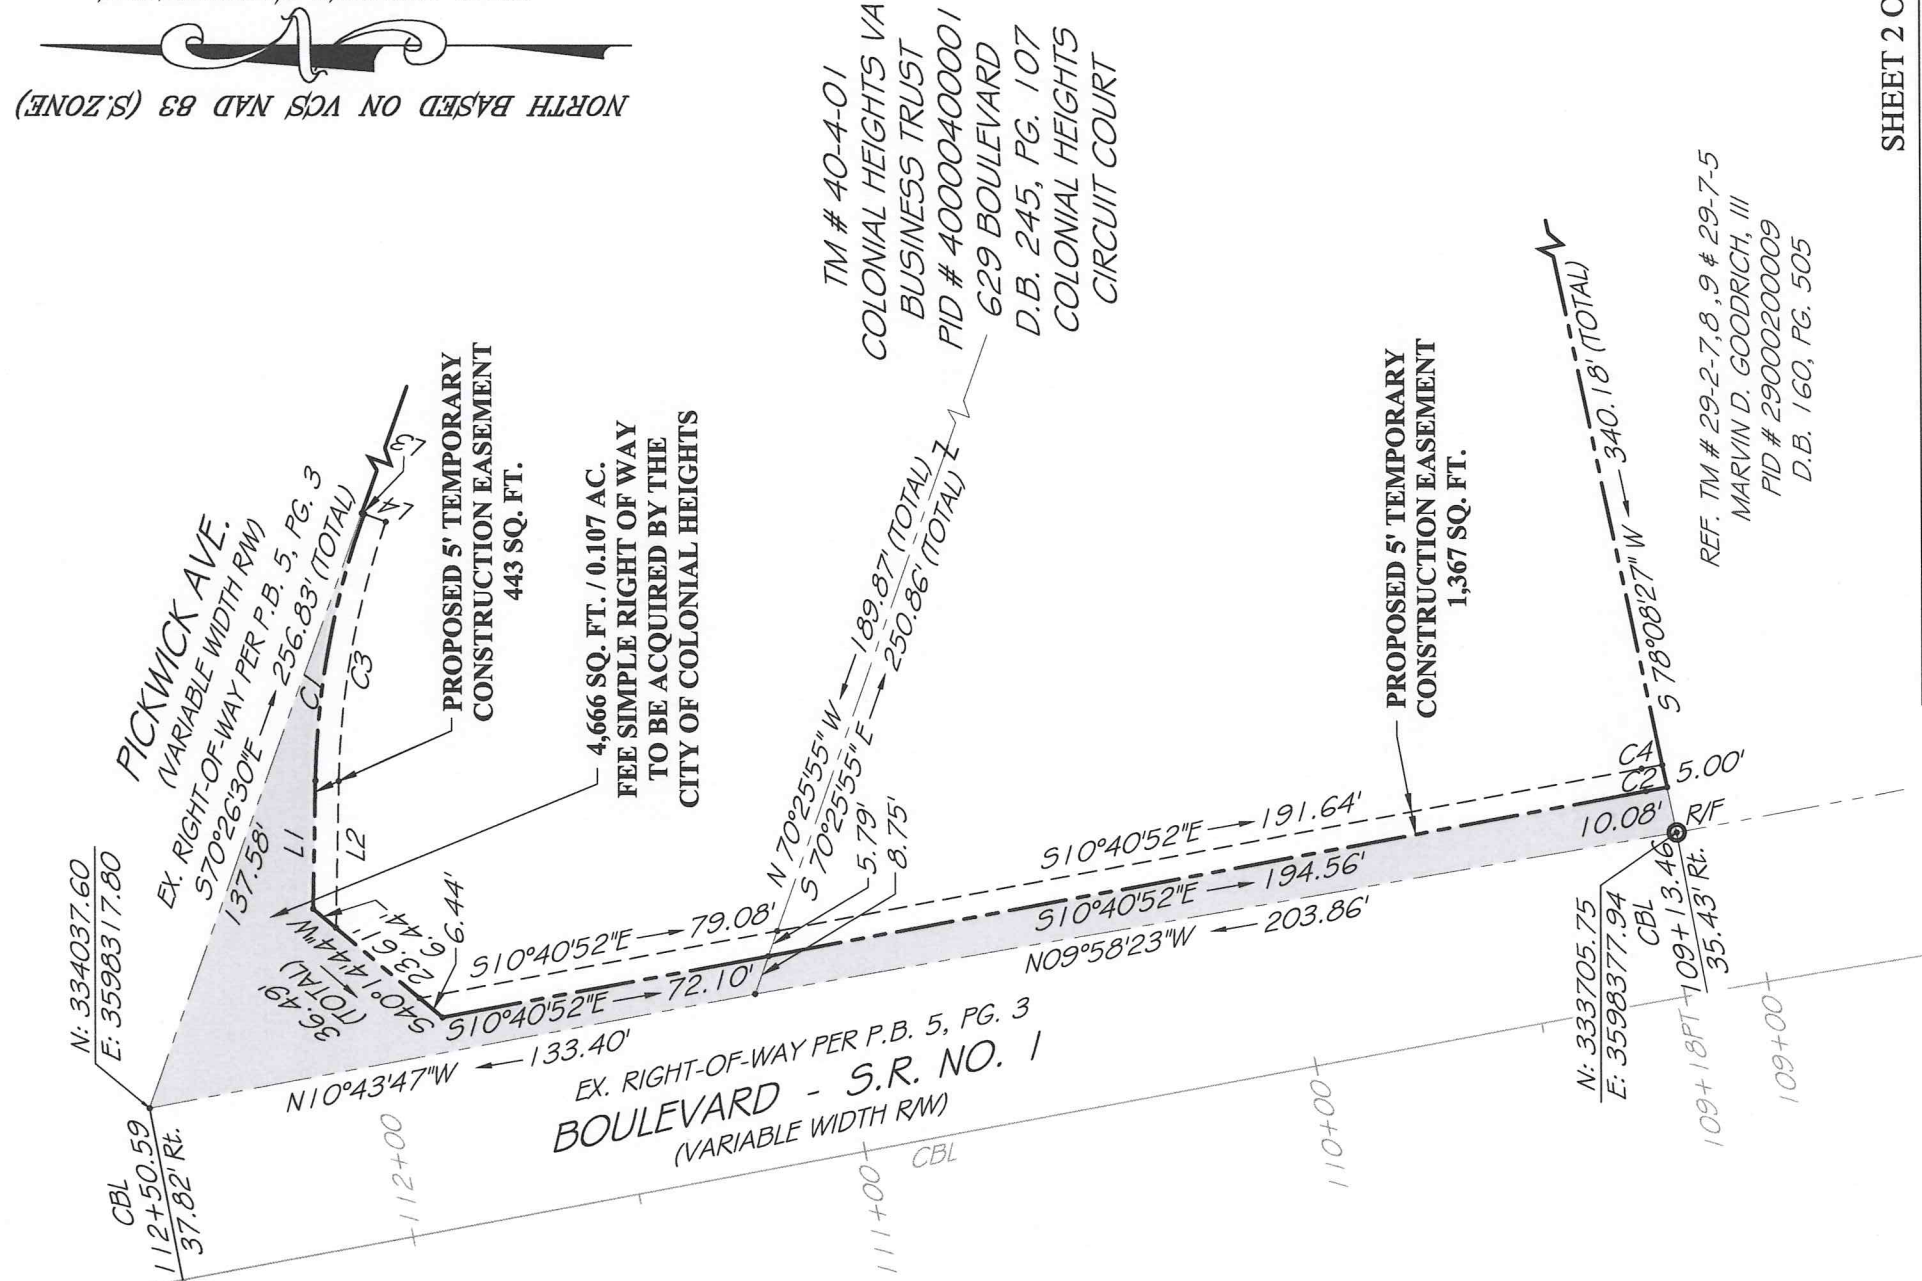 NORTH BASED ON VCS NAD 83 (S.ZONE)
TM # 40-4-01
COLONIAL HEIGHTS VA
BUSINESS TRUST
PID # 40000400001
629 BOULEVARD
D.B. 245, PG. 107
COLONIAL HEIGHTS
CIRCUIT COURT
SHEET 2 O
PICKWICK AVE.
(VARIABLE WIDTH R/W)
EX. RIGHT-OF-WAY PER P.B. 5, PG. 3
S70°26'30"E 256.83' (TOTAL)
137.58'
C1
C3
L1
L2
L3
L4
PROPOSED 5' TEMPORARY
CONSTRUCTION EASEMENT
443 SQ. FT.
4,666 SQ. FT. / 0.107 AC.
FEE SIMPLE RIGHT OF WAY
TO BE ACQUIRED BY THE
CITY OF COLONIAL HEIGHTS
N: 334037.60
E: 3598317.80
CBL
112+50.59
37.82' Rt.
36.49'
(TOTAL)
S40°14'44"W
23.61'
6.44'
6.44'
S10°40'52"E 79.08'
S10°40'52"E 72.10'
N10°43'47"W 133.40'
EX. RIGHT-OF-WAY PER P.B. 5, PG. 3
BOULEVARD - S.R. NO. 1
(VARIABLE WIDTH R/W)
N 70°25'55" W 189.87' (TOTAL)
S 70°25'55" E 250.86' (TOTAL)
5.79'
8.75'
S10°40'52"E 191.64'
S10°40'52"E 194.56'
N09°58'23"W 203.86'
PROPOSED 5' TEMPORARY
CONSTRUCTION EASEMENT
1,367 SQ. FT.
S 78°08'27" W 340.18' (TOTAL)
C4
C2
5.00'
10.08'
R/F
REF. TM # 29-2-7,8,9 & 29-7-5
MARVIN D. GOODRICH, III
PID # 29000200009
D.B. 160, PG. 505
N: 333705.75
E: 3598377.94
CBL
109+13.46
35.43' Rt.
109+18PT
112+00
111+00
CBL
110+00
109+00